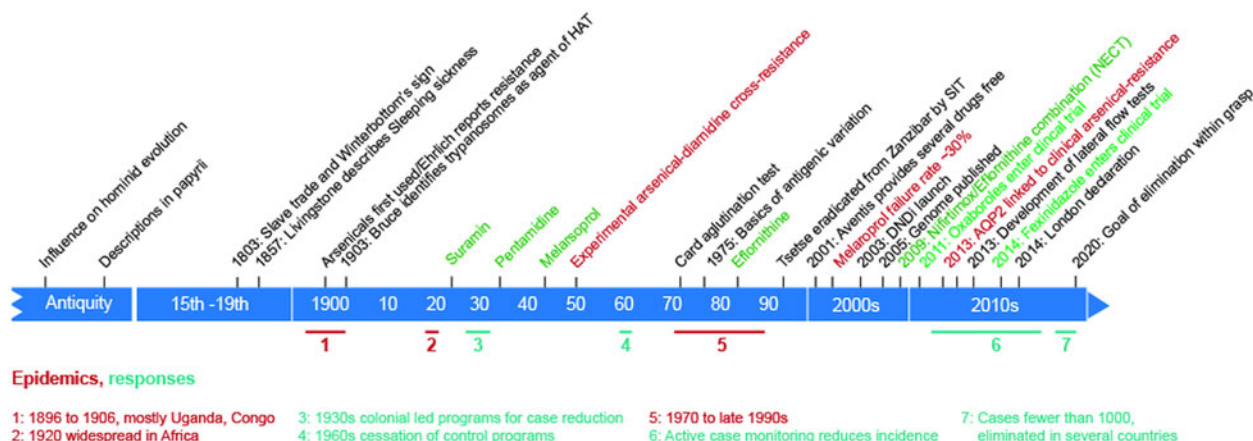 Influence on hominid evolution
Descriptions in papyrii
1803: Slave trade and Winterbottom's sign
1857: Livingstone describes Sleeping sickness
Arsenicals first used/Ehrlich reports resistance
1903: Bruce identifies trypanosomes as agent of HAT
Suramin
Pentamidine
Melarsoprol
Experimental arsenical-diamidine cross-resistance
Card aglutination test
1975: Basics of antigenic variation
Eflornithine
Tsetse eradicated from Zanzibar by SIT
2001: Aventis provides several drugs free
Melaroprol failure rate ~30%
2003: DNDi launch
2005: Genome published
2009: Nifirtimox/Eflornithine combination (NECT)
2011: Oxaboroles enter clincal trial
2013: AQP2 linked to clinical arsenical-resistance
2013: Development of lateral flow tests
2014: Fexinidazole enters clinical trial
2014: London declaration
2020: Goal of elimination within grasp
Antiquity 15th -19th 1900 10 20 30 40 50 60 70 80 90 2000s 2010s
1 2 3 4 5 6 7
Epidemics, responses
1: 1896 to 1906, mostly Uganda, Congo
2: 1920 widespread in Africa
3: 1930s colonial led programs for case reduction
4: 1960s cessation of control programs
5: 1970 to late 1990s
6: Active case monitoring reduces incidence
7: Cases fewer than 1000,
eliminated in several countries